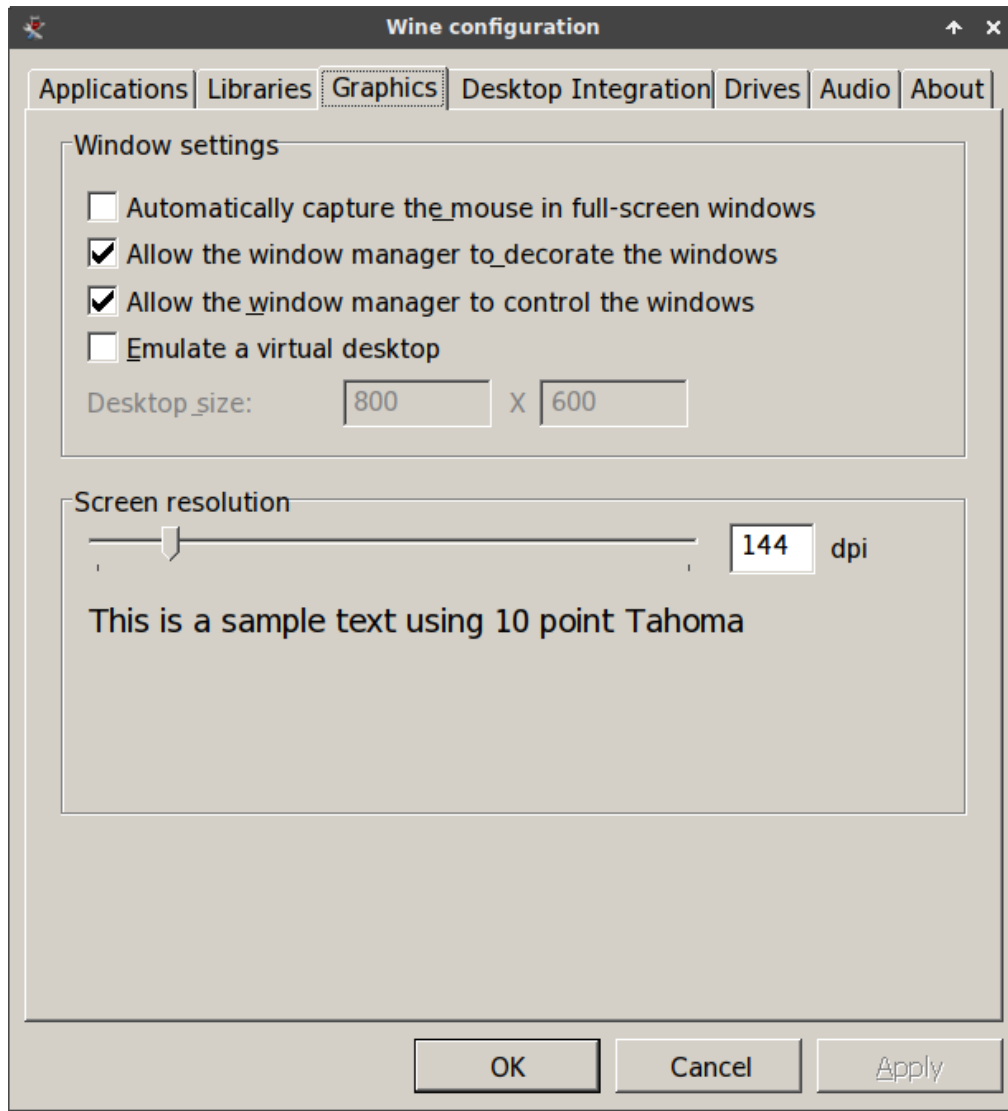 Wine configuration
Applications Libraries Graphics Desktop Integration Drives Audio About
Window settings
Automatically capture the mouse in full-screen windows
Allow the window manager to decorate the windows
Allow the window manager to control the windows
Emulate a virtual desktop
Desktop size: 800 X 600
Screen resolution
144 dpi
This is a sample text using 10 point Tahoma
OK Cancel Apply